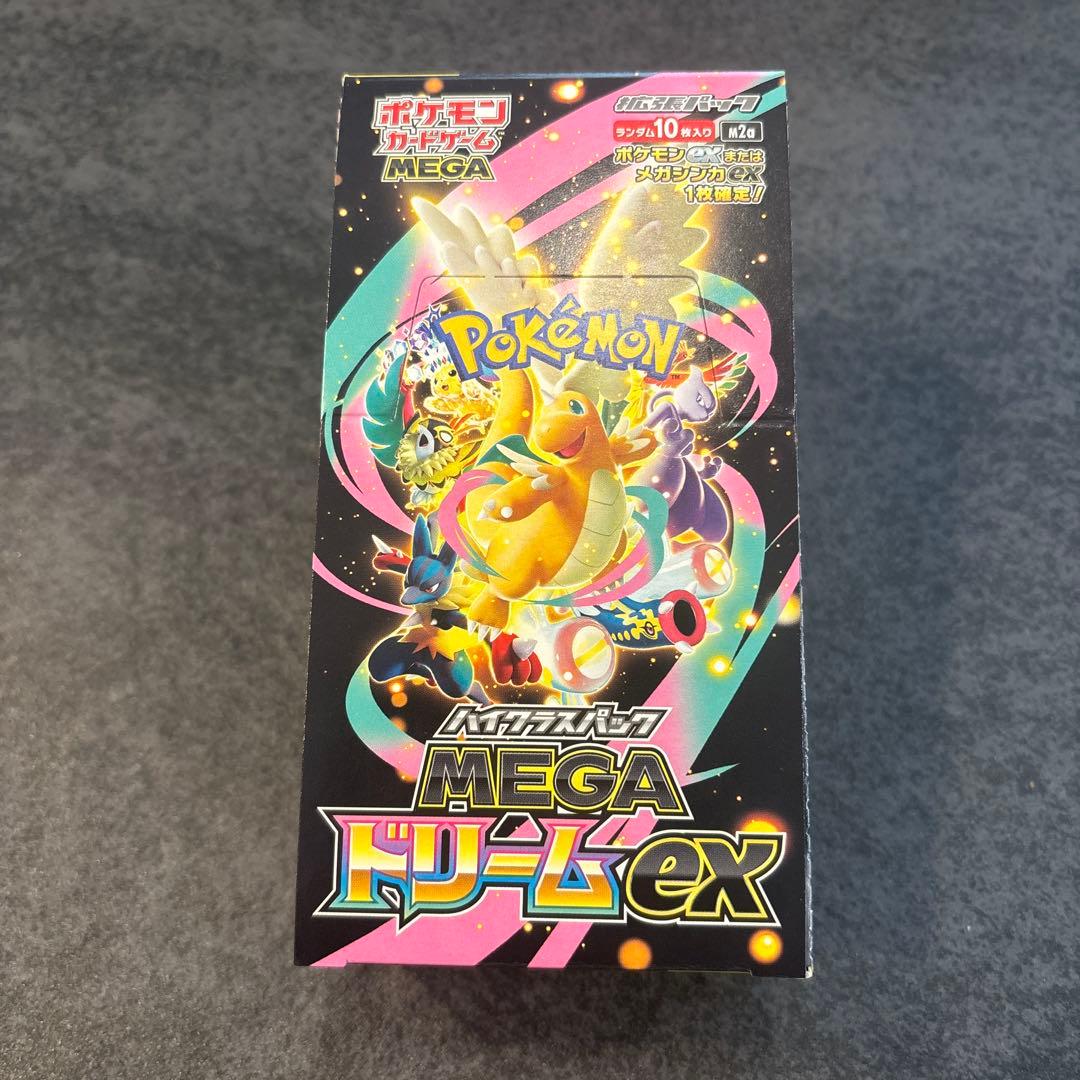 ポケモン
カードゲーム
MEGA
拡張パック
ランダム10枚入り
M2a
ポケモンexまたは
メガシンカex
1枚確定!
POKéMON
TM
ハイクラスパック
MEGA
ドリームex